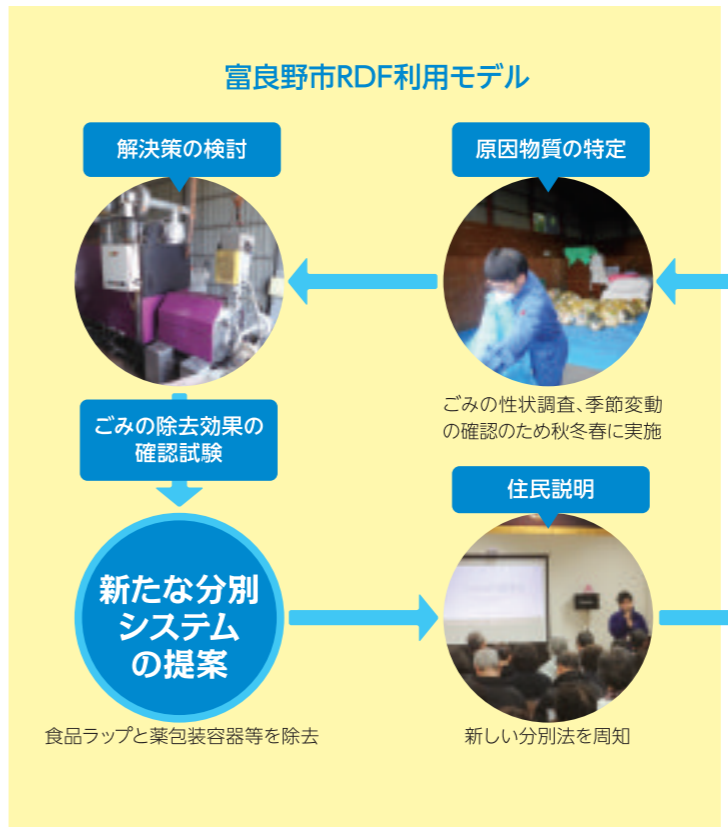 富良野市RDF利用モデル
解決策の検討
原因物質の特定
ごみの性状調査、季節変動
の確認のため秋冬春に実施
ごみの除去効果の
確認試験
住民説明
新たな分別
システム
の提案
食品ラップと薬包装容器等を除去
新しい分別法を周知